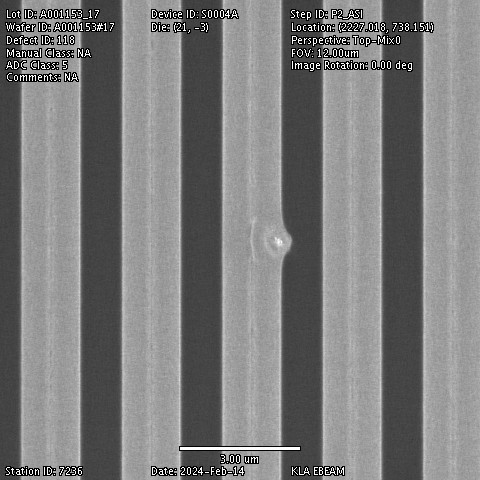 Lot ID: A001153_17
Wafer ID: A001153#17
Defect ID: 118
Manual Class: NA
ADC Class: 5
Comments: NA
Device ID: S0004A
Die: (21, -3)
Step ID: P2_ASI
Location: (2227.018, 738.151)
Perspective: Top-Mix0
FOV: 12.00um
Image Rotation: 0.00 deg
3.00 um
Station ID: 7236
Date: 2024-Feb-14
KLA EBEAM